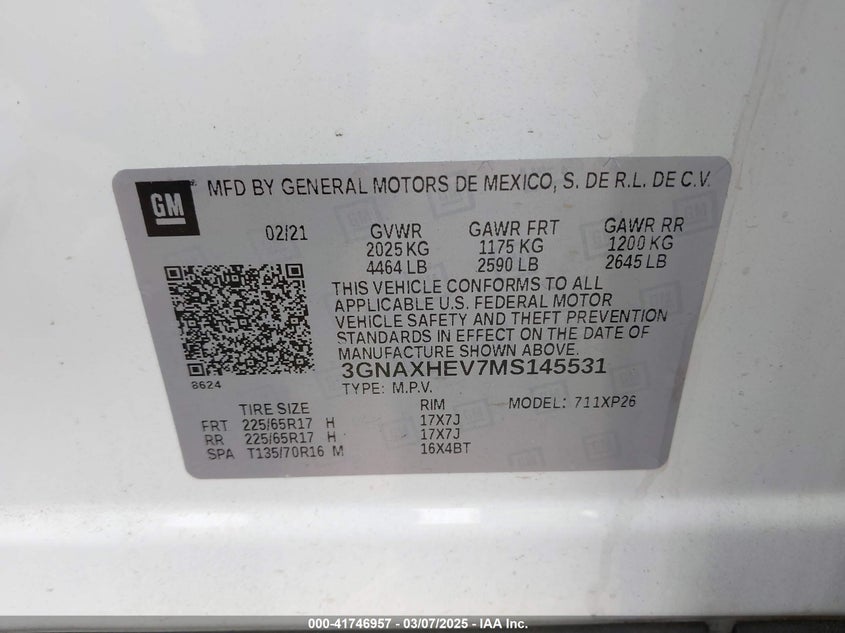 GM
MFD BY GENERAL MOTORS DE MEXICO, S. DE R.L. DE C.V.
02/21 GVWR GAWR FRT GAWR RR
2025 KG 1175 KG 1200 KG
4464 LB 2590 LB 2645 LB
THIS VEHICLE CONFORMS TO ALL
APPLICABLE U.S. FEDERAL MOTOR
VEHICLE SAFETY AND THEFT PREVENTION
STANDARDS IN EFFECT ON THE DATE OF
MANUFACTURE SHOWN ABOVE.
8624
3GNAXHEV7MS145531
TYPE: M.P.V.
TIRE SIZE RIM MODEL: 711XP26
FRT 225/65R17 H 17X7J
RR 225/65R17 H 17X7J
SPA T135/70R16 M 16X4BT
000-41746957 - 03/07/2025 - IAA Inc.